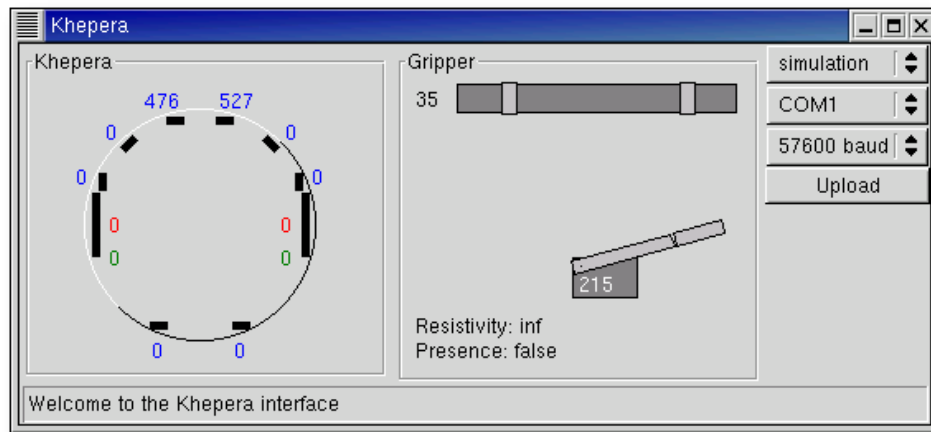 Khepera
Khepera
476 527
0 0
0 0
0 0
0 0
0 0
Gripper
35
215
Resistivity: inf
Presence: false
simulation
COM1
57600 baud
Upload
Welcome to the Khepera interface